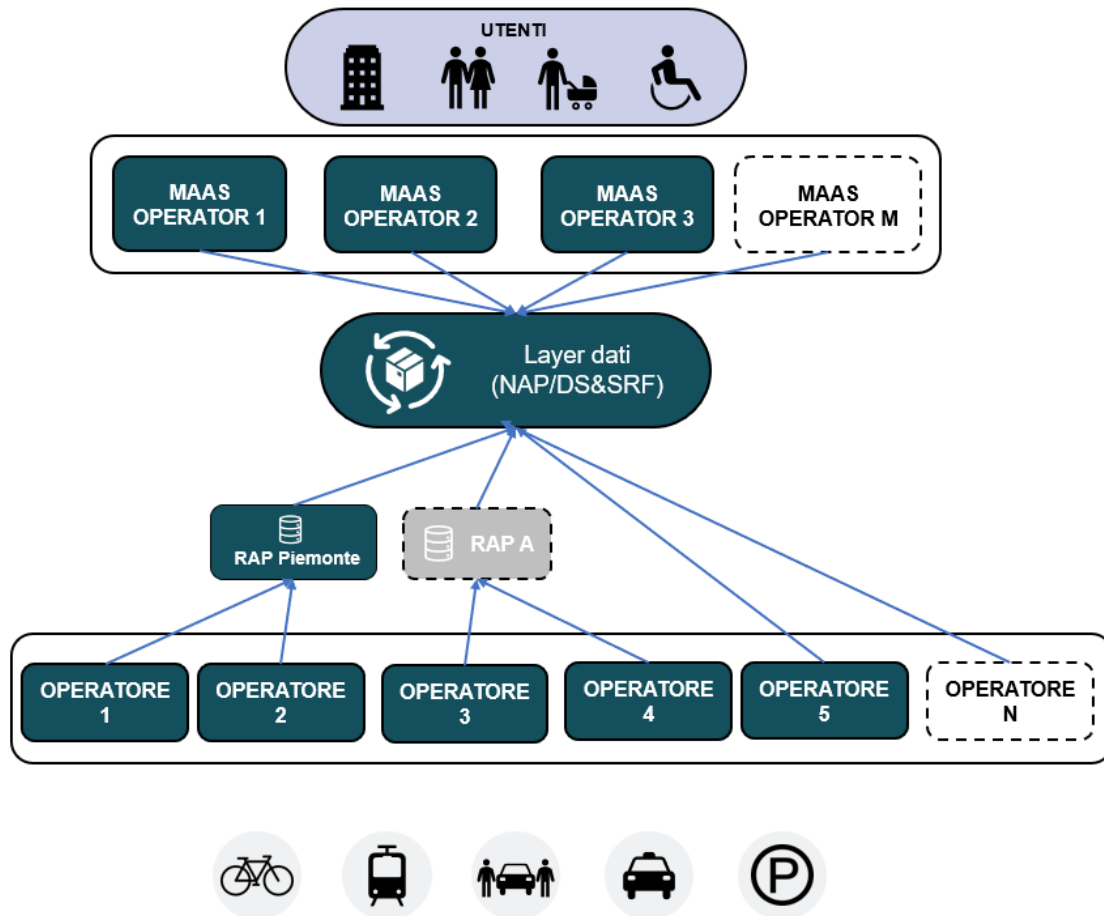 UTENTI
MAAS
OPERATOR 1
MAAS
OPERATOR 2
MAAS
OPERATOR 3
MAAS
OPERATOR M
Layer dati
(NAP/DS&SRF)
RAP Piemonte
RAP A
OPERATORE
1
OPERATORE
2
OPERATORE
3
OPERATORE
4
OPERATORE
5
OPERATORE
N
P